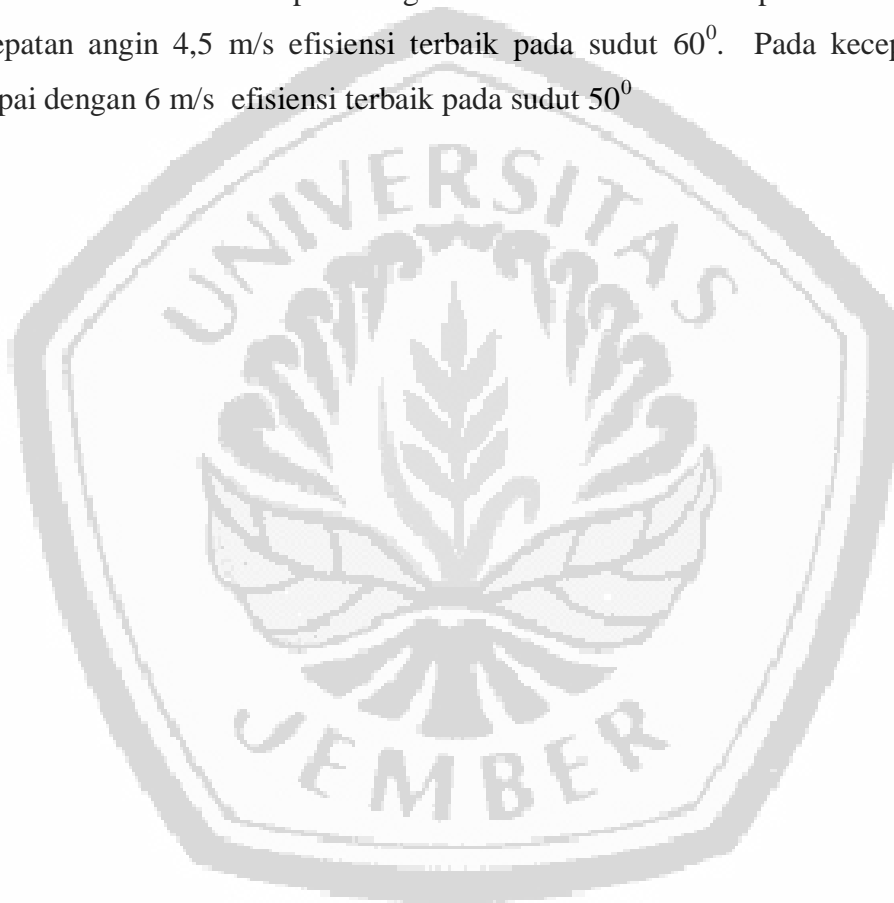 epatan angin 4,5 m/s efisiensi terbaik pada sudut 60⁰. Pada kecep
pai dengan 6 m/s efisiensi terbaik pada sudut 50⁰
UNIVERSITAS
JEMBER